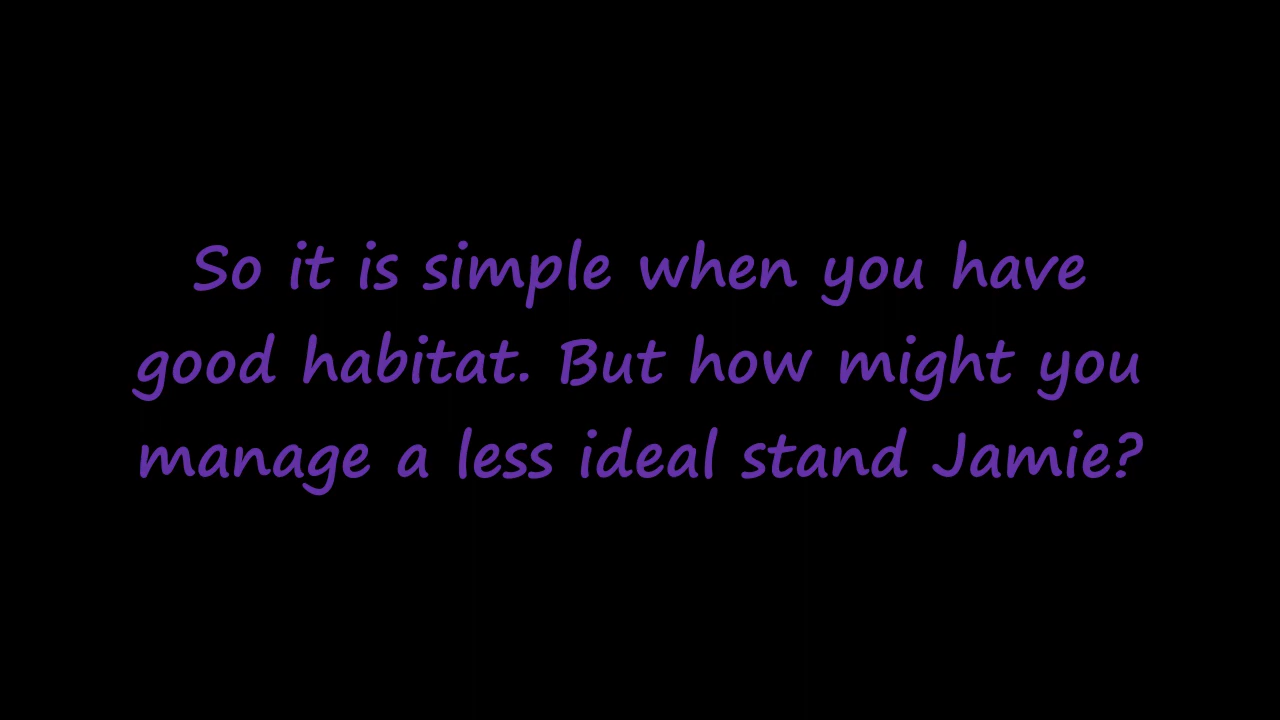 So it is simple when you have
good habitat. But how might you
manage a less ideal stand Jamie?